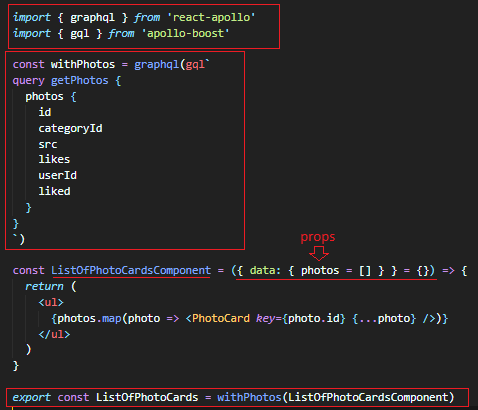 import { graphql } from 'react-apollo'
import { gql } from 'apollo-boost'
const withPhotos = graphql(gql`
query getPhotos {
photos {
id
categoryId
src
likes
userId
liked
}
}
`)
props
const ListOfPhotoCardsComponent = ({ data: { photos = [] } } = {}) => {
return (
<ul>
{photos.map(photo => <PhotoCard key={photo.id} {...photo} />)}
</ul>
)
}
export const ListOfPhotoCards = withPhotos(ListOfPhotoCardsComponent)